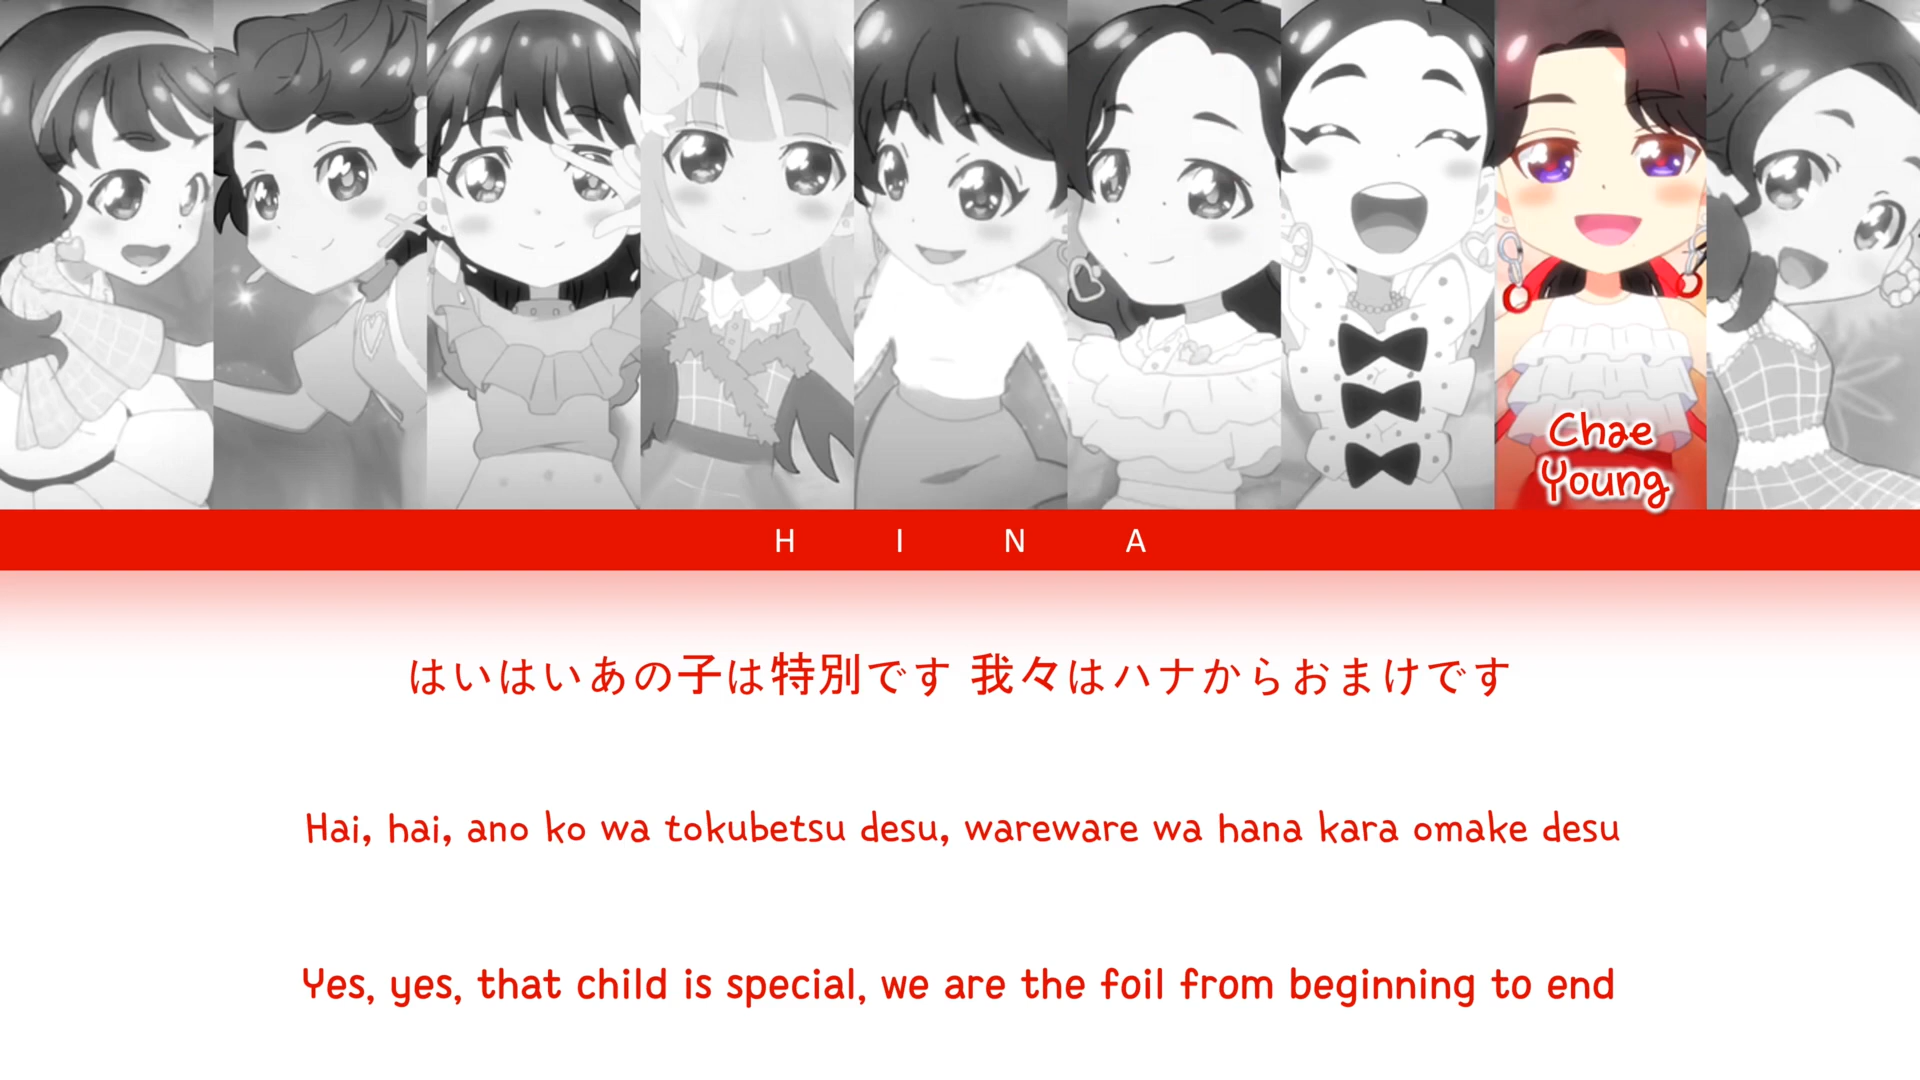 Chae
Young
H I N A
はいはいあの子は特別です 我々はハナからおまけです
Hai, hai, ano ko wa tokubetsu desu, wareware wa hana kara omake desu
Yes, yes, that child is special, we are the foil from beginning to end